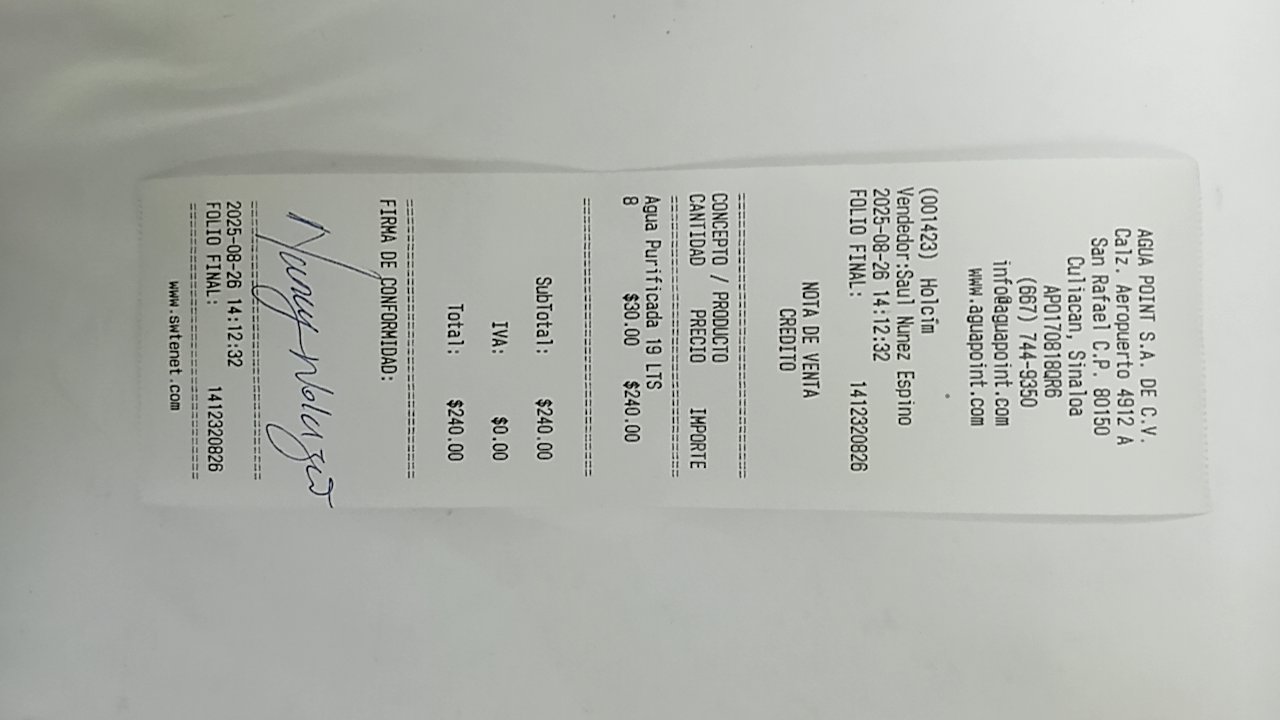 AGUA POINT S.A. DE C.V.
Calz. Aeropuerto 4912 A
San Rafael C.P. 80150
Culiacan, Sinaloa
APO170818QR6
(667) 744-9350
info@aguapoint.com
www.aguapoint.com
(001423) Holcim
Vendedor:Saul Nunez Espino
2025-08-26 14:12:32
FOLIO FINAL: 1412320826
NOTA DE VENTA
CREDITO
CONCEPTO / PRODUCTO
CANTIDAD PRECIO IMPORTE
Agua Purificada 19 LTS
8 $30.00 $240.00
SubTotal: $240.00
IVA: $0.00
Total: $240.00
FIRMA DE CONFORMIDAD:
2025-08-26 14:12:32
FOLIO FINAL: 1412320826
www.swtenet.com